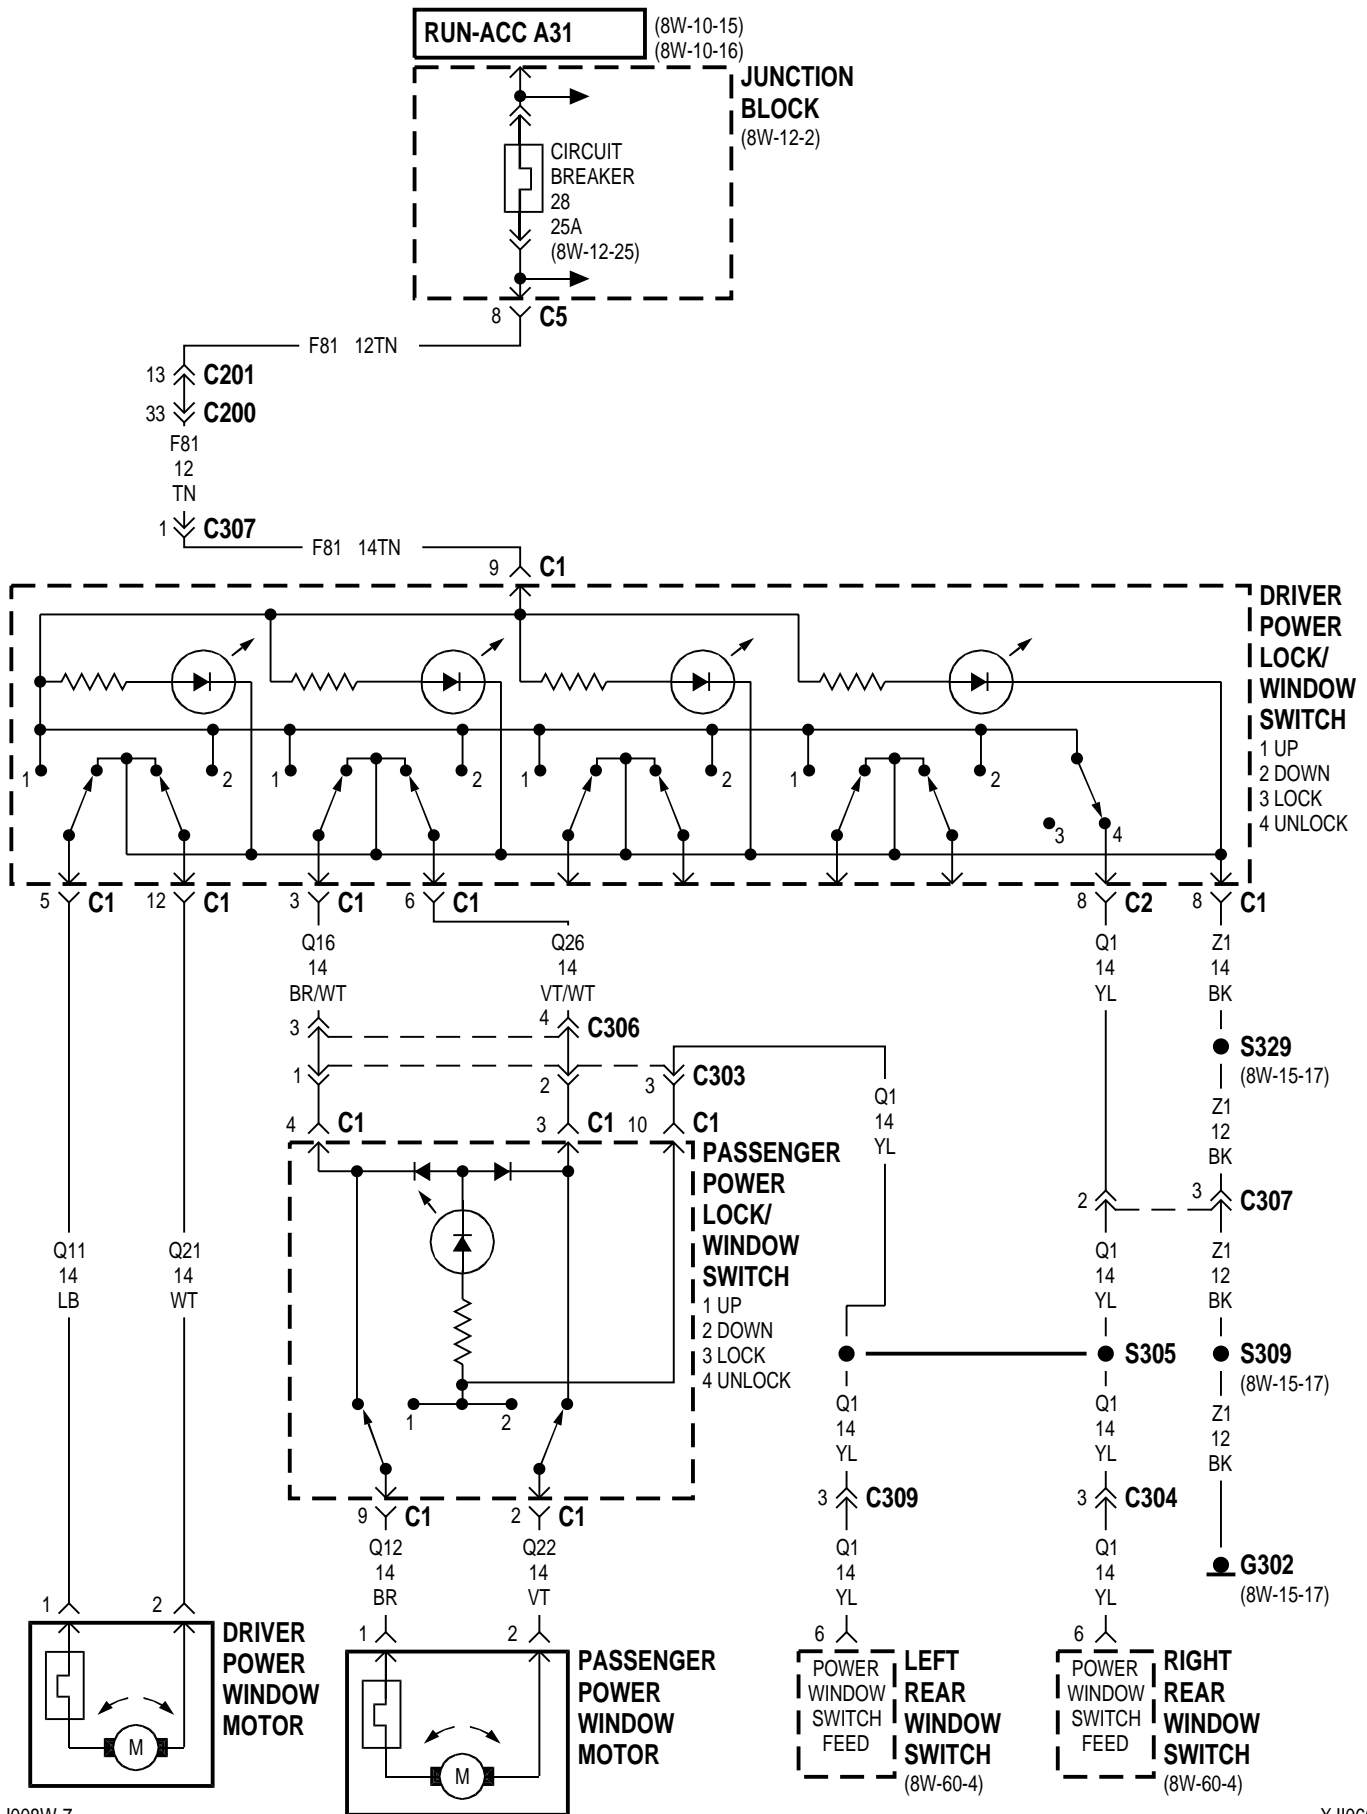 RUN-ACC A31
(8W-10-15)
(8W-10-16)
JUNCTION
BLOCK
(8W-12-2)
CIRCUIT
BREAKER
28
25A
(8W-12-25)
8 C5
F81 12TN
13 C201
33 C200
F81
12
TN
1 C307
F81 14TN
9 C1
DRIVER
POWER
LOCK/
WINDOW
SWITCH
1 UP
2 DOWN
3 LOCK
4 UNLOCK
1 2 1 2 1 2 1 2
3 4
5 C1 12 C1 3 C1 6 C1 8 C2 8 C1
Q16
14
BR/WT
Q26
14
VT/WT
Q1
14
YL
Z1
14
BK
3 4 C306
S329
(8W-15-17)
1 2 3 C303
Q1
14
YL
Z1
12
BK
4 C1 3 C1 10 C1
PASSENGER
POWER
LOCK/
WINDOW
SWITCH
1 UP
2 DOWN
3 LOCK
4 UNLOCK
2 3 C307
Q11
14
LB
Q21
14
WT
Q1
14
YL
Z1
12
BK
S305
S309
(8W-15-17)
1 2
Q1
14
YL
Q1
14
YL
Z1
12
BK
9 C1 2 C1
3 C309
3 C304
Q12
14
BR
Q22
14
VT
Q1
14
YL
Q1
14
YL
G302
(8W-15-17)
1 2
DRIVER
POWER
WINDOW
MOTOR
M
1 2
PASSENGER
POWER
WINDOW
MOTOR
M
6
POWER
WINDOW
SWITCH
FEED
LEFT
REAR
WINDOW
SWITCH
(8W-60-4)
6
POWER
WINDOW
SWITCH
FEED
RIGHT
REAR
WINDOW
SWITCH
(8W-60-4)